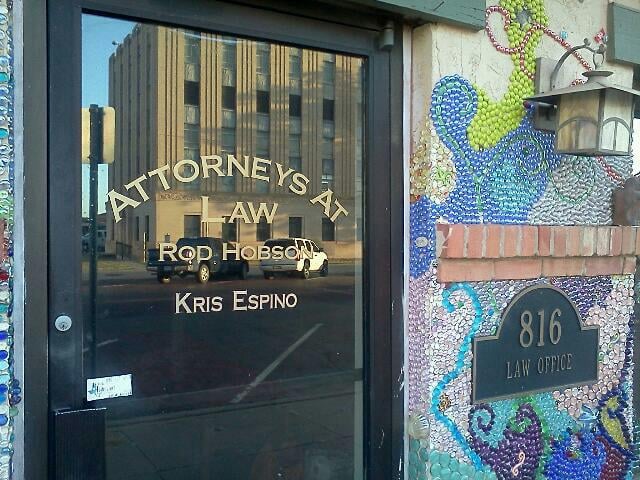 ATTORNEYS AT
LAW
ROD HOBSON
KRIS ESPINO
816
LAW OFFICE